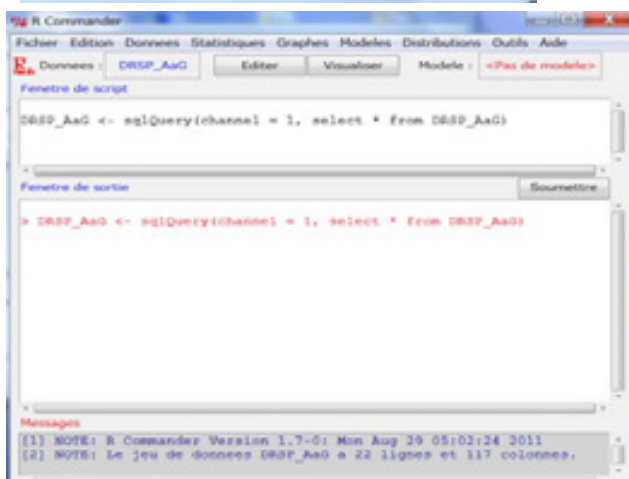 R Commander
Fichier Edition Donnees Statistiques Graphes Modeles Distributions Outils Aide
Donnees : DRSP_AaG Editer Visualiser Modele : <Pas de modele>
Fenetre de script
DRSP_AaG <- sqlQuery(channel = 1, select * from DRSP_AaG)
Fenetre de sortie Soumettre
> DRSP_AaG <- sqlQuery(channel = 1, select * from DRSP_AaG)
Messages
[1] NOTE: R Commander Version 1.7-0: Mon Aug 29 05:02:24 2011
[2] NOTE: Le jeu de donnees DRSP_AaG a 22 lignes et 117 colonnes.